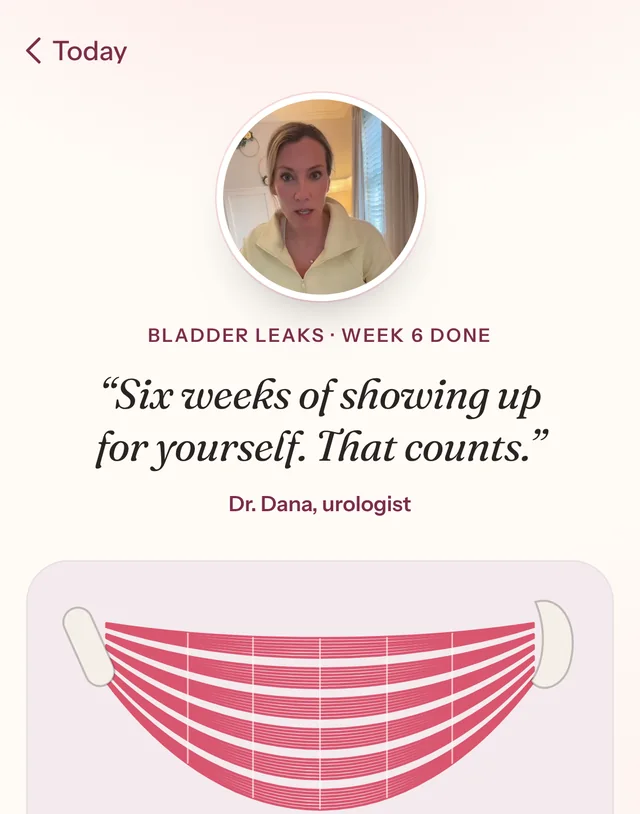 Today
BLADDER LEAKS · WEEK 6 DONE
“Six weeks of showing up
for yourself. That counts.”
Dr. Dana, urologist